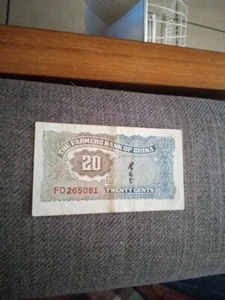 THE FARMERS BANK OF CHINA
20
FD265081
TWENTY CENTS